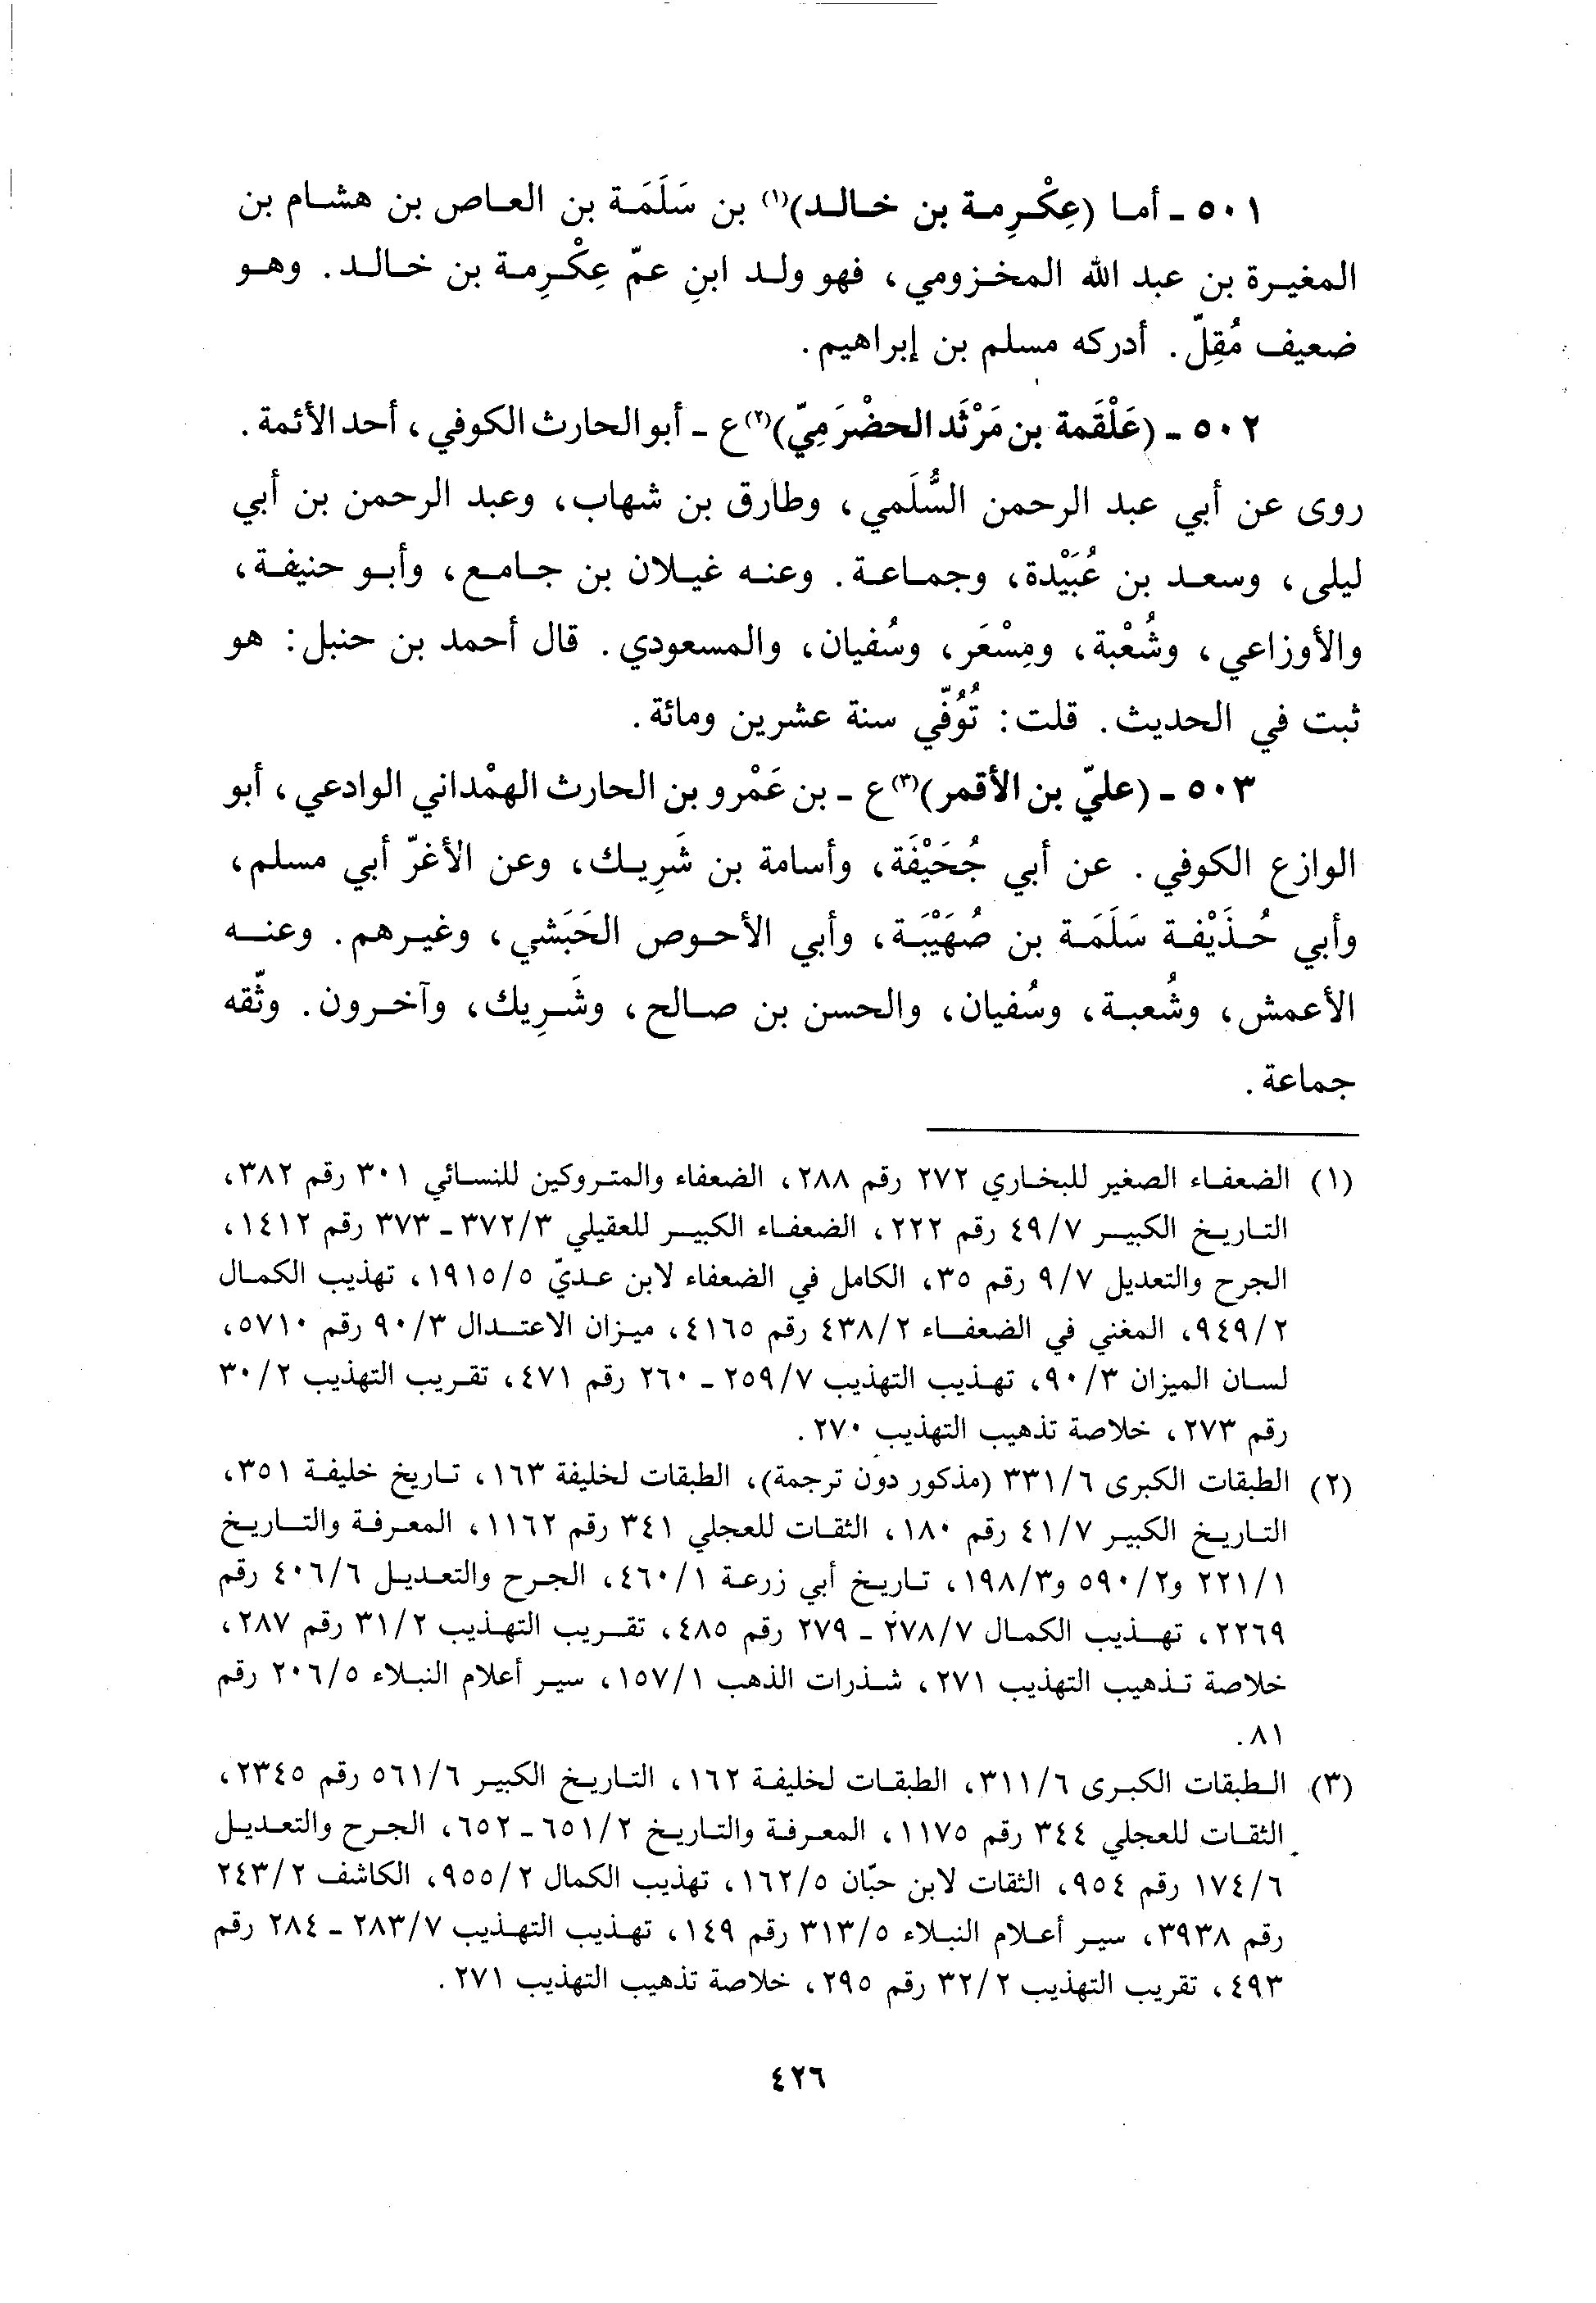 ٥٠١ ـ أما (عِكْرِمة بن خالد)(١) بن سَلَمَة بن العاص بن هشام بن
المغيرة بن عبد الله المخزومي، فهو ولد ابنِ عمّ عِكْرِمة بن خالد. وهو
ضعيف مُقِلّ. أدركه مسلم بن إبراهيم.
٥٠٢ ـ (عَلْقَمة بن مَرْثَد الحضْرَمِيّ)(٢) ع ـ أبو الحارث الكوفي، أحد الأئمة.
روى عن أبي عبد الرحمن السُّلَمي، وطارق بن شهاب، وعبد الرحمن بن أبي
ليلى، وسعد بن عُبَيْدة، وجماعة. وعنه غيلان بن جامع، وأبو حنيفة،
والأوزاعي، وشُعْبة، ومِسْعَر، وسُفيان، والمسعودي. قال أحمد بن حنبل: هو
ثبت في الحديث. قلت: تُوُفّي سنة عشرين ومائة.
٥٠٣ ـ (عليّ بن الأقمر)(٣) ع ـ بن عَمْرو بن الحارث الهمْداني الوادعي، أبو
الوازع الكوفي. عن أبي جُحَيْفَة، وأسامة بن شَرِيك، وعن الأغرّ أبي مسلم،
وأبي حُذَيْفة سَلَمَة بن صُهَيْبَة، وأبي الأحوص الحَبَشي، وغيرهم. وعنه
الأعمش، وشُعبة، وسُفيان، والحسن بن صالح، وشَرِيك، وآخرون. وثّقه
جماعة.
(١) الضعفاء الصغير للبخاري ٢٧٢ رقم ٢٨٨، الضعفاء والمتروكين للنسائي ٣٠١ رقم ٣٨٢،
التاريخ الكبير ٤٩/٧ رقم ٢٢٢، الضعفاء الكبير للعقيلي ٣٧٢/٣ ـ ٣٧٣ رقم ١٤١٢،
الجرح والتعديل ٩/٧ رقم ٣٥، الكامل في الضعفاء لابن عديّ ١٩١٥/٥، تهذيب الكمال
٩٤٩/٢، المغني في الضعفاء ٤٣٨/٢ رقم ٤١٦٥، ميزان الاعتدال ٩٠/٣ رقم ٥٧١٠،
لسان الميزان ٩٠/٣، تهذيب التهذيب ٢٥٩/٧ ـ ٢٦٠ رقم ٤٧١، تقريب التهذيب ٣٠/٢
رقم ٢٧٣، خلاصة تذهيب التهذيب ٢٧٠.
(٢) الطبقات الكبرى ٣٣١/٦ (مذكور دون ترجمة)، الطبقات لخليفة ١٦٣، تاريخ خليفة ٣٥١،
التاريخ الكبير ٤١/٧ رقم ١٨٠، الثقات للعجلي ٣٤١ رقم ١١٦٢، المعرفة والتاريخ
٢٢١/١ و٥٩٠/٢ و١٩٨/٣، تاريخ أبي زرعة ٤٦٠/١، الجرح والتعديل ٤٠٦/٦ رقم
٢٢٦٩، تهذيب الكمال ٢٧٨/٧ ـ ٢٧٩ رقم ٤٨٥، تقريب التهذيب ٣١/٢ رقم ٢٨٧،
خلاصة تذهيب التهذيب ٢٧١، شذرات الذهب ١٥٧/١، سير أعلام النبلاء ٢٠٦/٥ رقم
٨١.
(٣) الطبقات الكبرى ٣١١/٦، الطبقات لخليفة ١٦٢، التاريخ الكبير ٥٦١/٦ رقم ٢٣٤٥،
الثقات للعجلي ٣٤٤ رقم ١١٧٥، المعرفة والتاريخ ٦٥١/٢ ـ ٦٥٢، الجرح والتعديل
١٧٤/٦ رقم ٩٥٤، الثقات لابن حبّان ١٦٢/٥، تهذيب الكمال ٩٥٥/٢، الكاشف ٢٤٣/٢
رقم ٣٩٣٨، سير أعلام النبلاء ٣١٣/٥ رقم ١٤٩، تهذيب التهذيب ٢٨٣/٧ ـ ٢٨٤ رقم
٤٩٣، تقريب التهذيب ٣٢/٢ رقم ٢٩٥، خلاصة تذهيب التهذيب ٢٧١.
٤٢٦